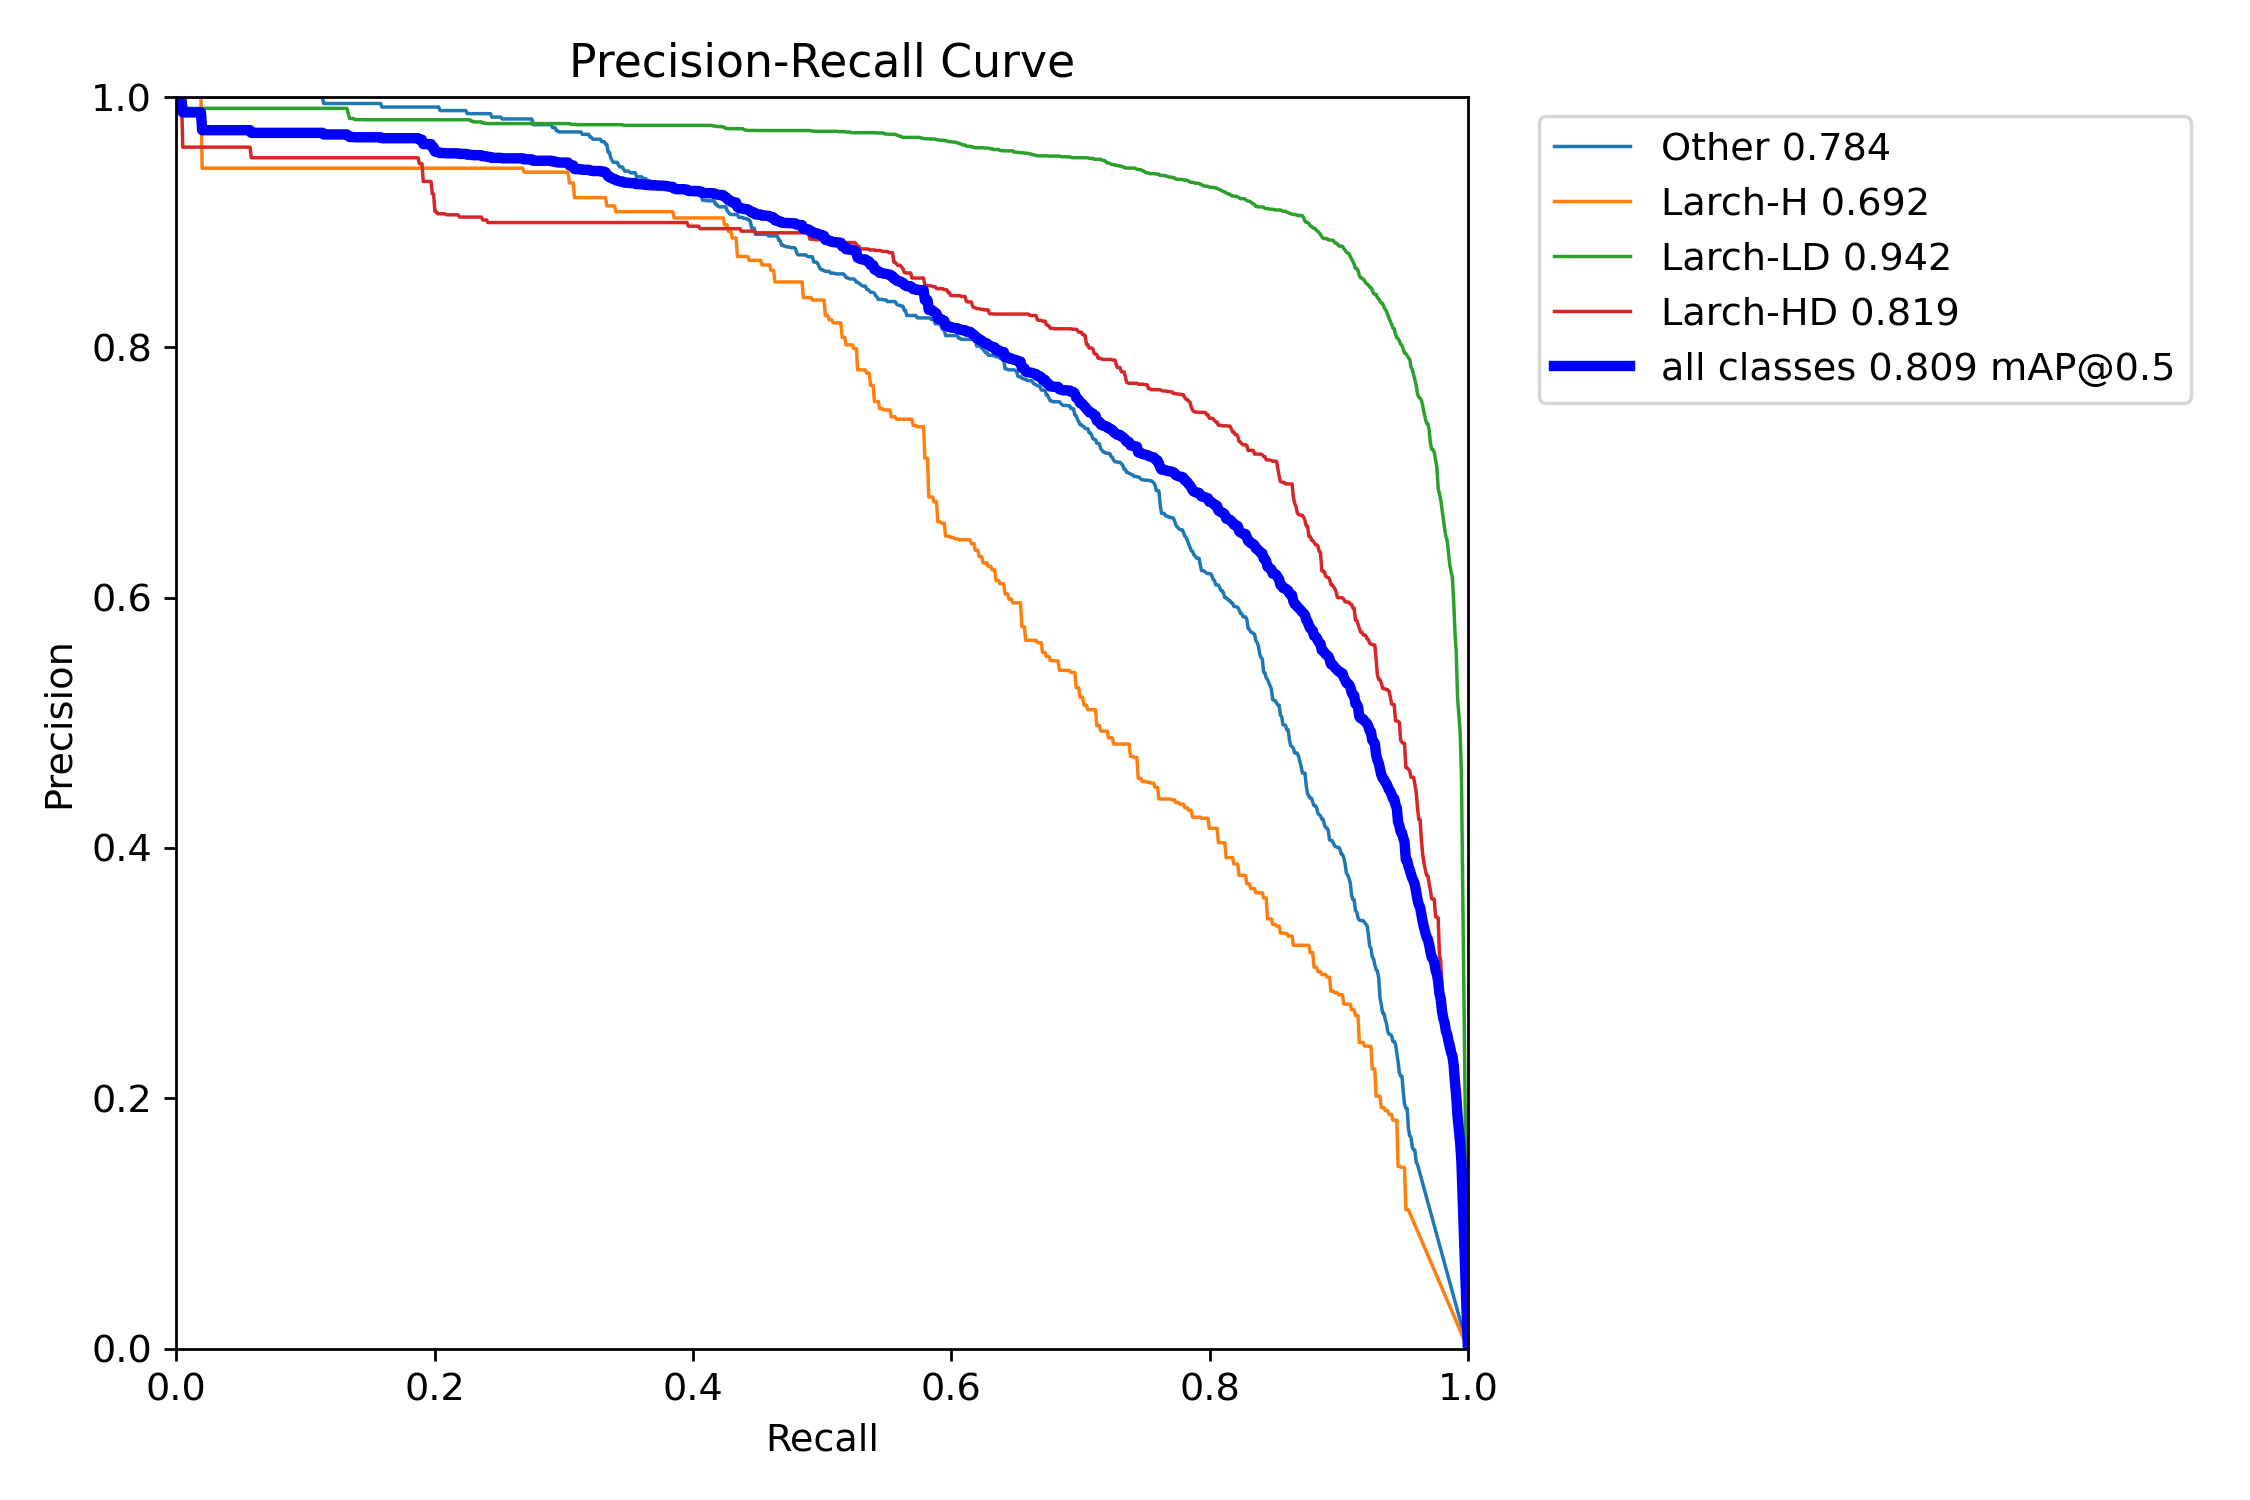 Precision-Recall Curve
1.0
0.8
0.6
0.4
0.2
0.0
Precision
0.0 0.2 0.4 0.6 0.8 1.0
Recall
Other 0.784
Larch-H 0.692
Larch-LD 0.942
Larch-HD 0.819
all classes 0.809 mAP@0.5